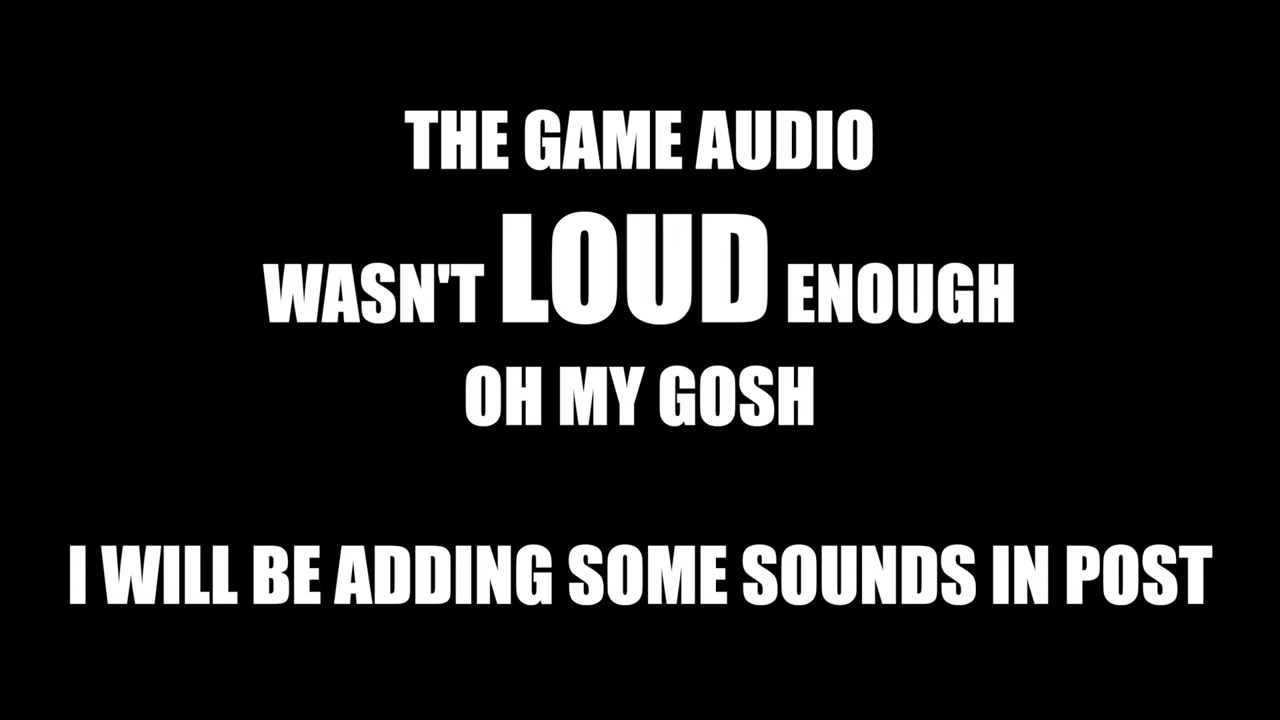 THE GAME AUDIO
WASN'T LOUD ENOUGH
OH MY GOSH
I WILL BE ADDING SOME SOUNDS IN POST